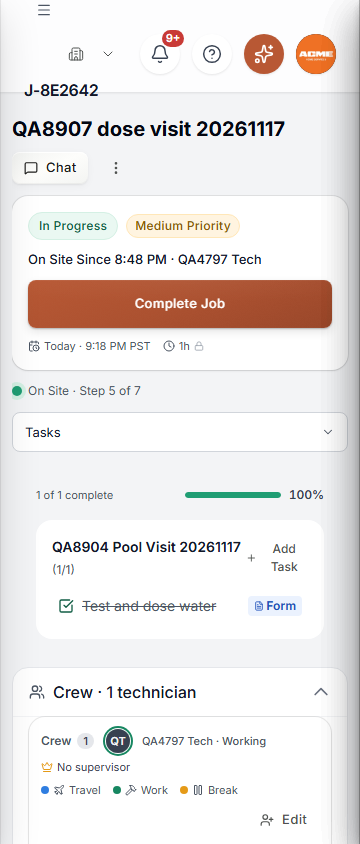 9+
ACME
J-8E2642
QA8907 dose visit 20261117
Chat
In Progress
Medium Priority
On Site Since 8:48 PM · QA4797 Tech
Complete Job
Today · 9:18 PM PST
1h
On Site · Step 5 of 7
Tasks
1 of 1 complete
100%
QA8904 Pool Visit 20261117
(1/1)
Add
Task
Test and dose water
Form
Crew · 1 technician
Crew 1 QT QA4797 Tech · Working
No supervisor
Travel Work Break
Edit